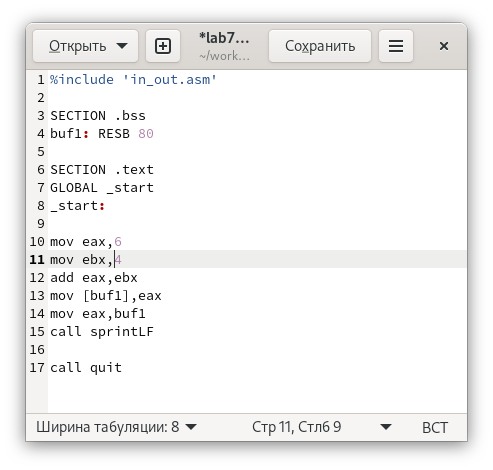 Открыть
*lab7...
~/work...
Сохранить
1 %include 'in_out.asm'
2
3 SECTION .bss
4 buf1: RESB 80
5
6 SECTION .text
7 GLOBAL _start
8 _start:
9
10 mov eax,6
11 mov ebx,4
12 add eax,ebx
13 mov [buf1],eax
14 mov eax,buf1
15 call sprintLF
16
17 call quit
Ширина табуляции: 8 Стр 11, Стлб 9 ВСТ